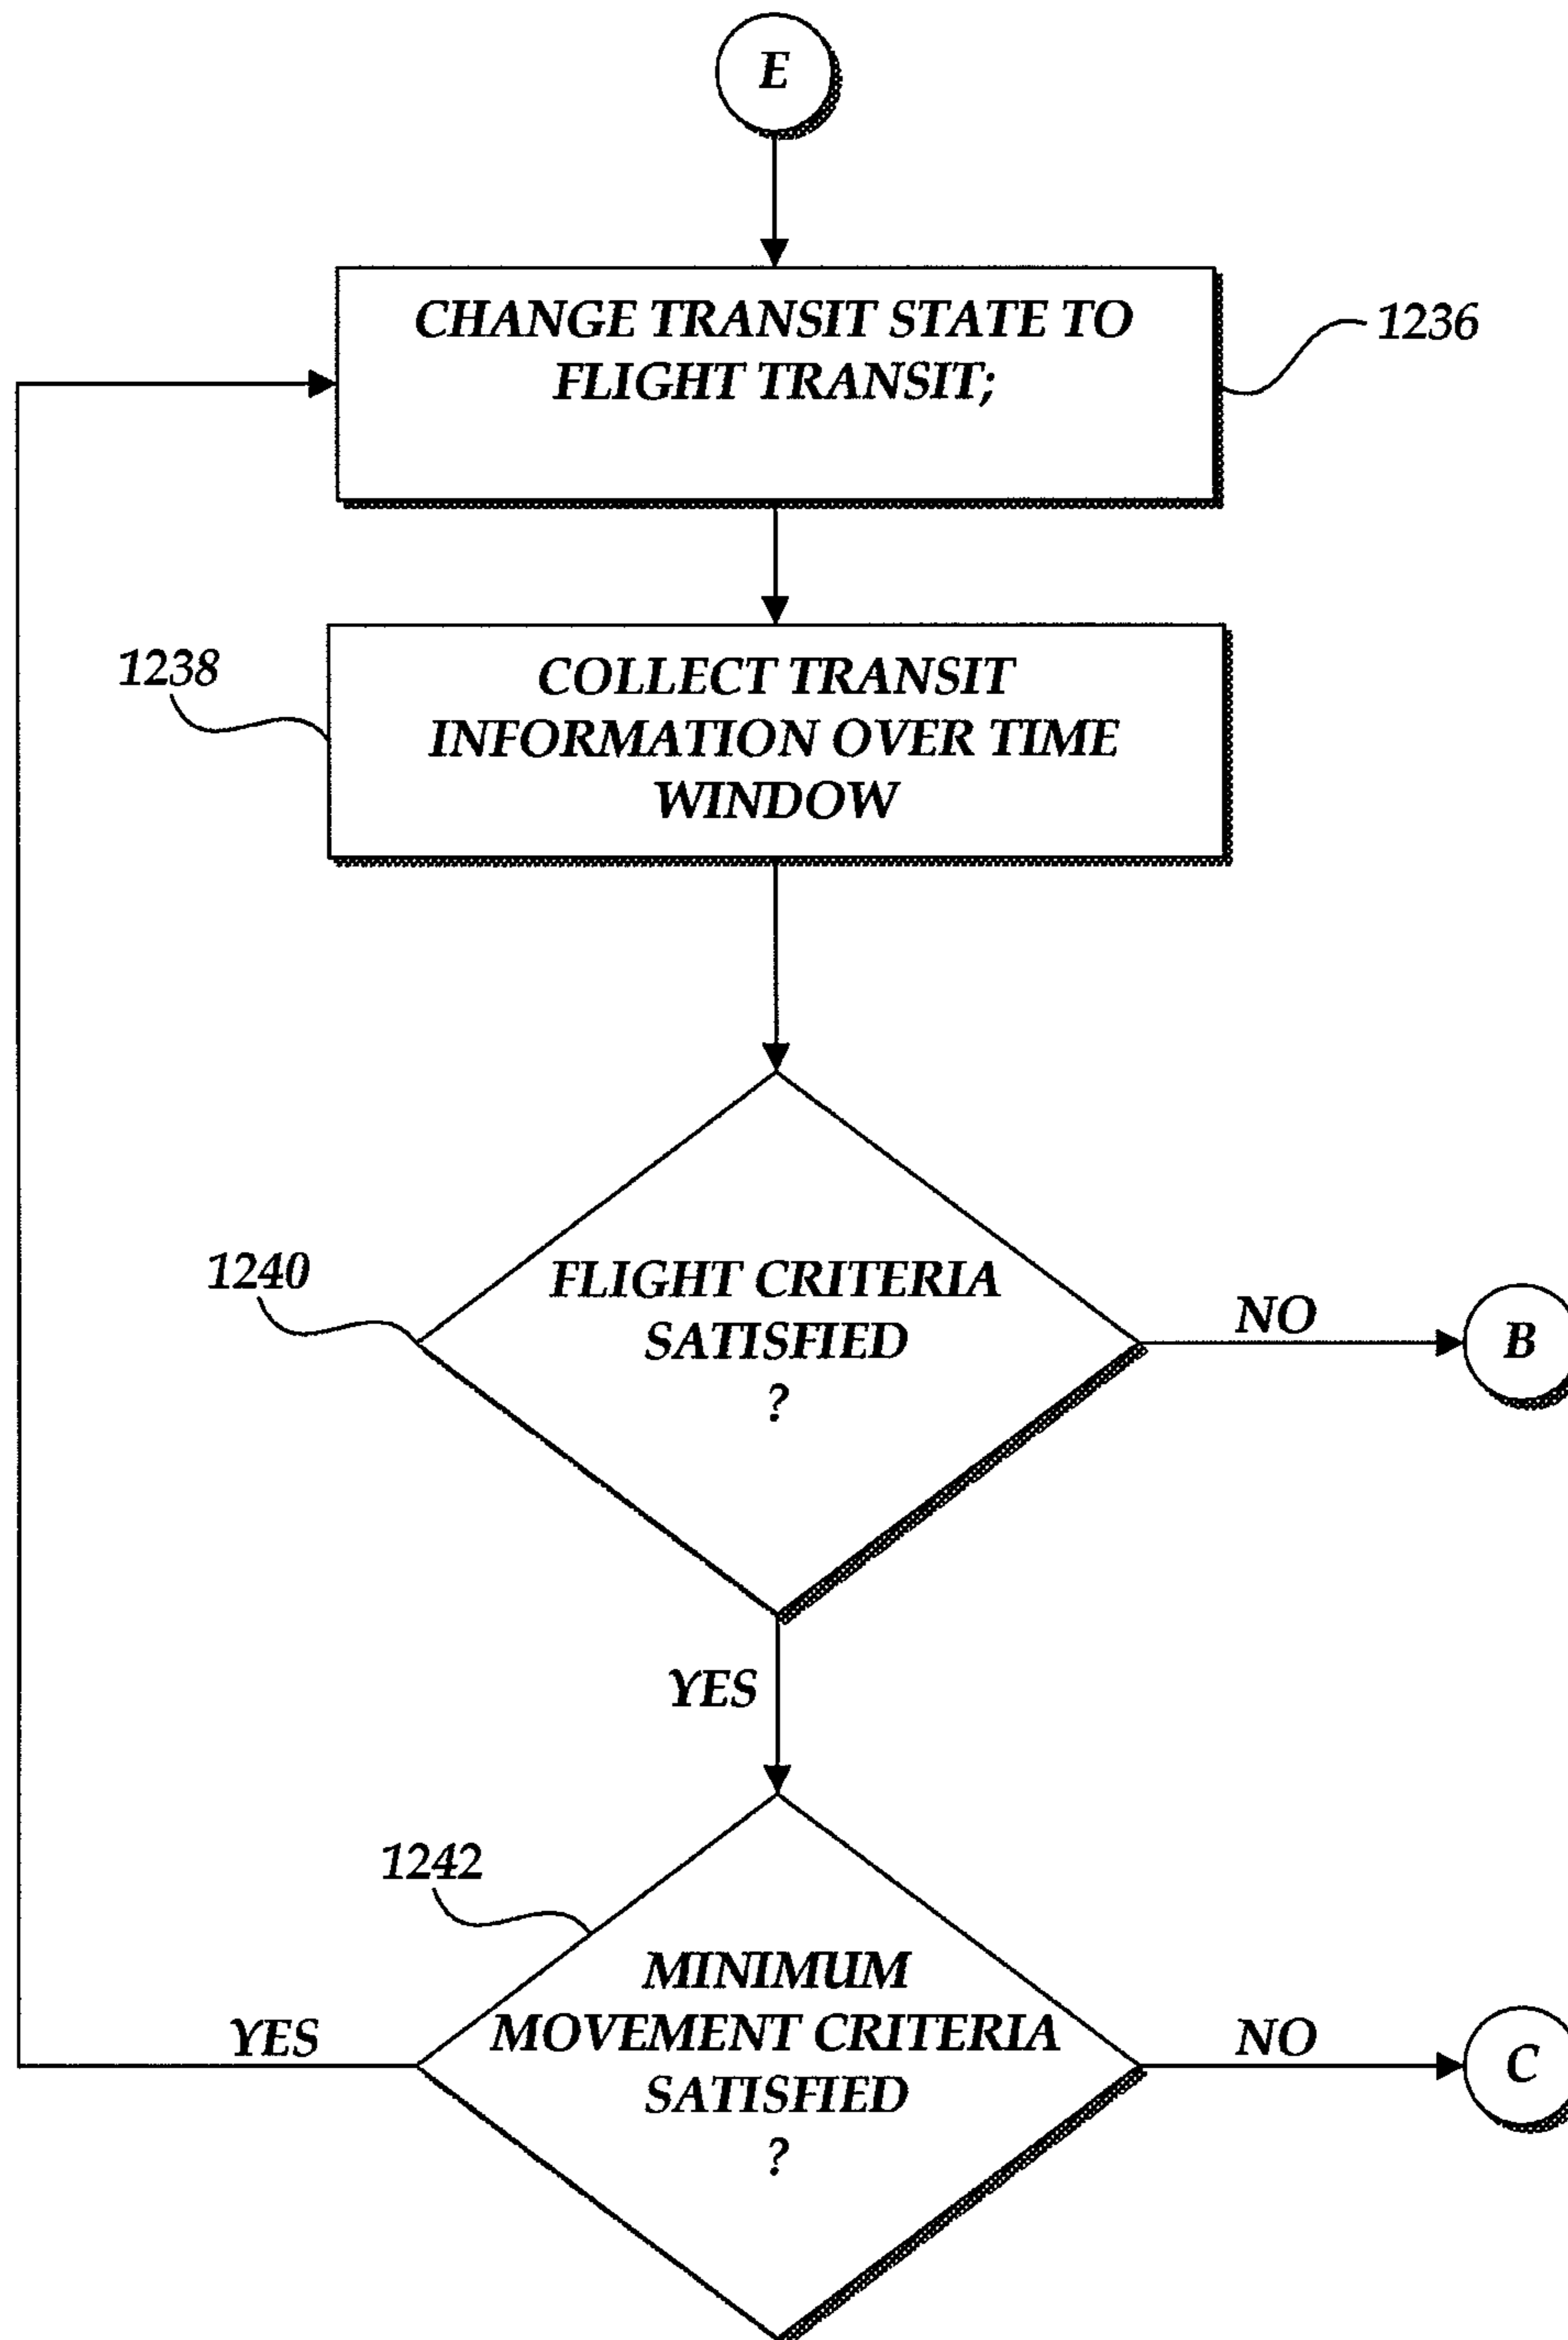 E
CHANGE TRANSIT STATE TO
FLIGHT TRANSIT;
1236
1238
COLLECT TRANSIT
INFORMATION OVER TIME
WINDOW
1240
FLIGHT CRITERIA
SATISFIED
?
NO
B
YES
1242
MINIMUM
MOVEMENT CRITERIA
SATISFIED
?
YES
NO
C